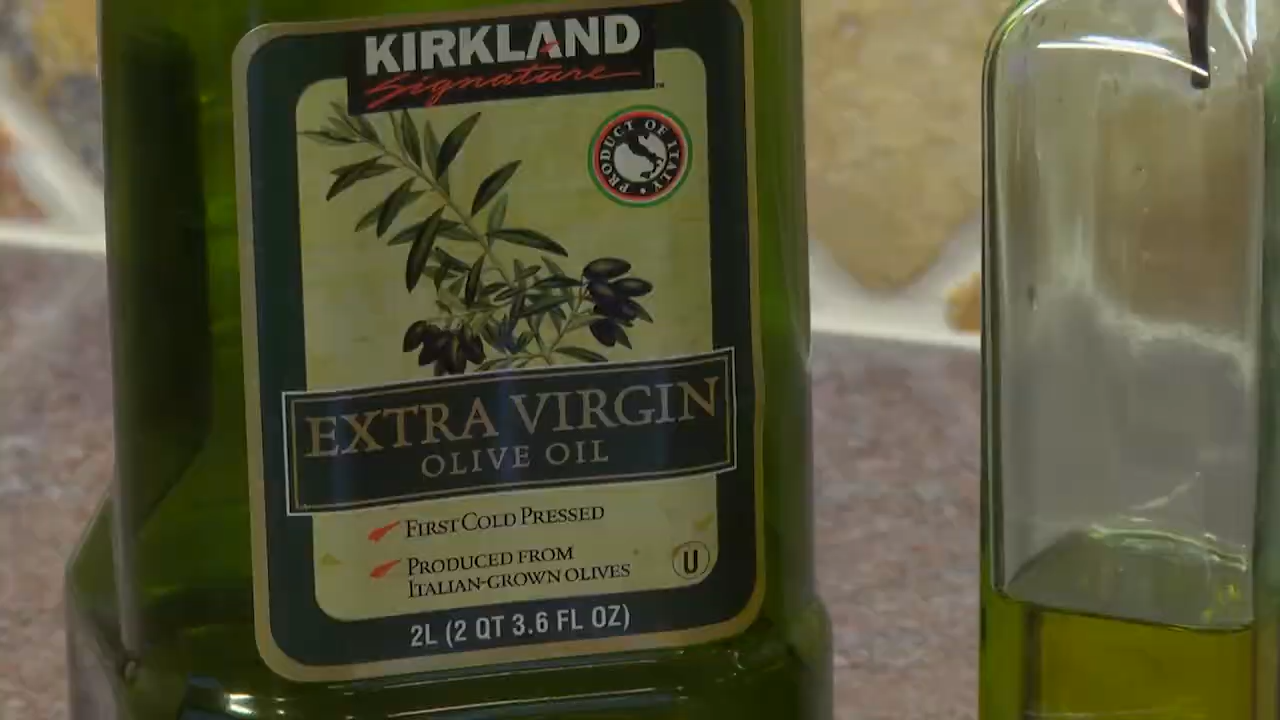 KIRKLAND
Signature™
PRODUCT OF ITALY
EXTRA VIRGIN
OLIVE OIL
FIRST COLD PRESSED
PRODUCED FROM
ITALIAN-GROWN OLIVES
U
2L (2 QT 3.6 FL OZ)